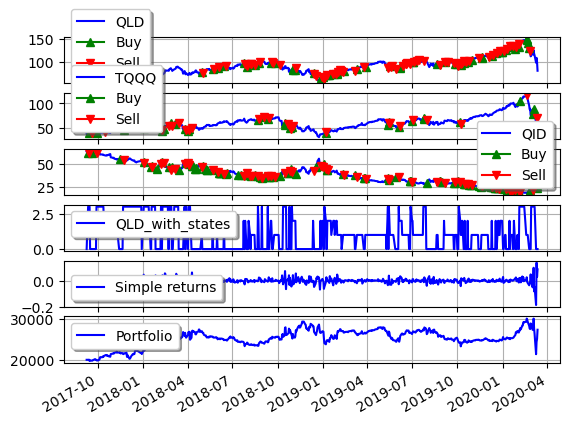 QLD
Buy
Sell
150
100
TQQQ
Buy
Sell
100
50
QID
Buy
Sell
50
25
QLD_with_states
2.5
0.0
Simple returns
0.0
−0.2
Portfolio
30000
20000
2017-10 2018-01 2018-04 2018-07 2018-10 2019-01 2019-04 2019-07 2019-10 2020-01 2020-04